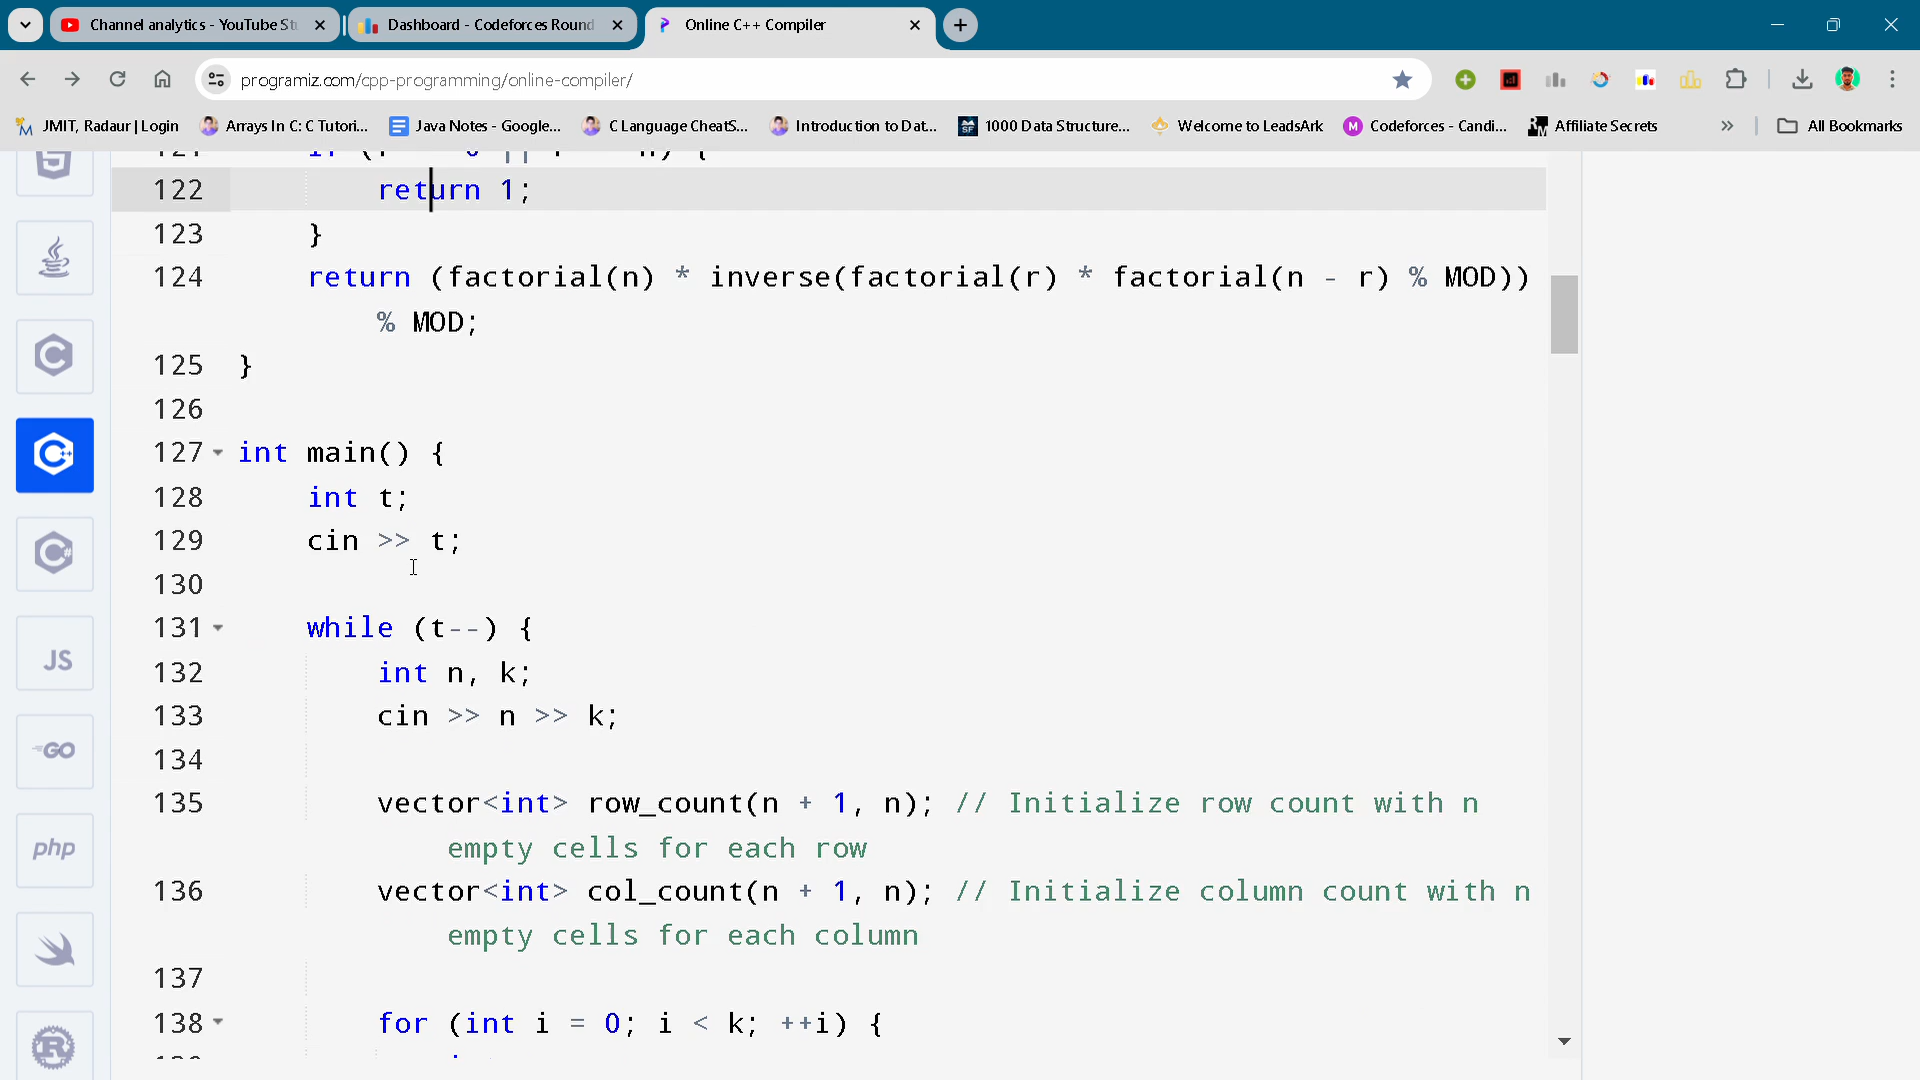 Channel analytics - YouTube St
Dashboard - Codeforces Round
Online C++ Compiler
programiz.com/cpp-programming/online-compiler/
JMIT, Radaur | Login
Arrays In C: C Tutori...
Java Notes - Google...
C Language CheatS...
Introduction to Dat...
1000 Data Structure...
Welcome to LeadsArk
Codeforces - Candi...
Affiliate Secrets
All Bookmarks
122 return 1;
123 }
124 return (factorial(n) * inverse(factorial(r) * factorial(n - r) % MOD))
% MOD;
125 }
126
127 int main() {
128 int t;
129 cin >> t;
130
131 while (t--) {
132 int n, k;
133 cin >> n >> k;
134
135 vector<int> row_count(n + 1, n); // Initialize row count with n
empty cells for each row
136 vector<int> col_count(n + 1, n); // Initialize column count with n
empty cells for each column
137
138 for (int i = 0; i < k; ++i) {
JS
GO
php